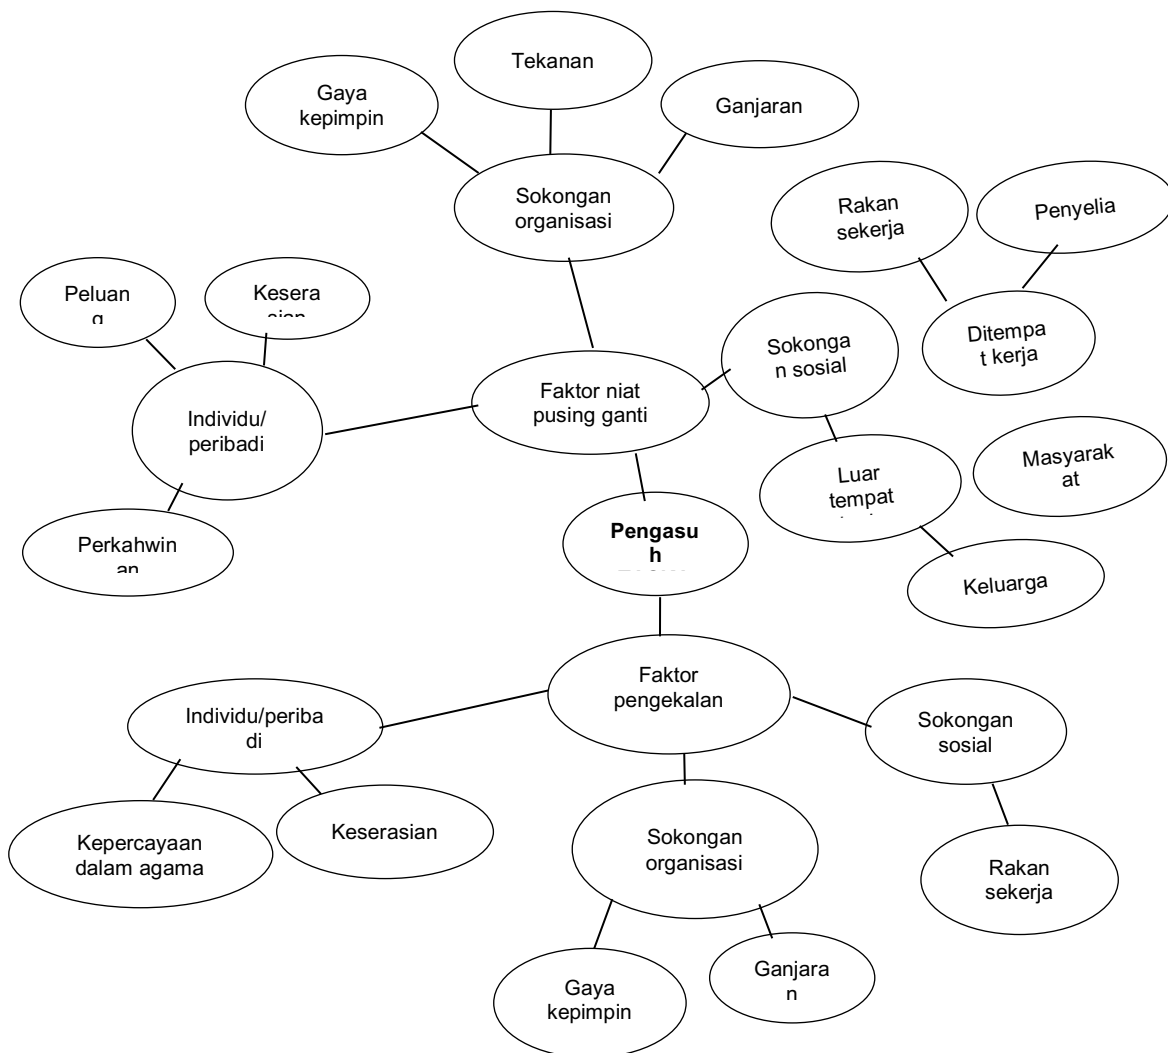 Tekanan
Gaya
kepimpin
Ganjaran
Sokongan
organisasi
Rakan
sekerja
Penyelia
Peluan
g
Kesera
Ditempa
t kerja
Sokonga
n sosial
Faktor niat
pusing ganti
Individu/
peribadi
Masyarak
at
Luar
tempat
Pengasu
h
Perkahwin
an
Keluarga
Faktor
pengekalan
Individu/periba
di
Sokongan
sosial
Keserasian
Kepercayaan
dalam agama
Sokongan
organisasi
Rakan
sekerja
Ganjara
n
Gaya
kepimpin